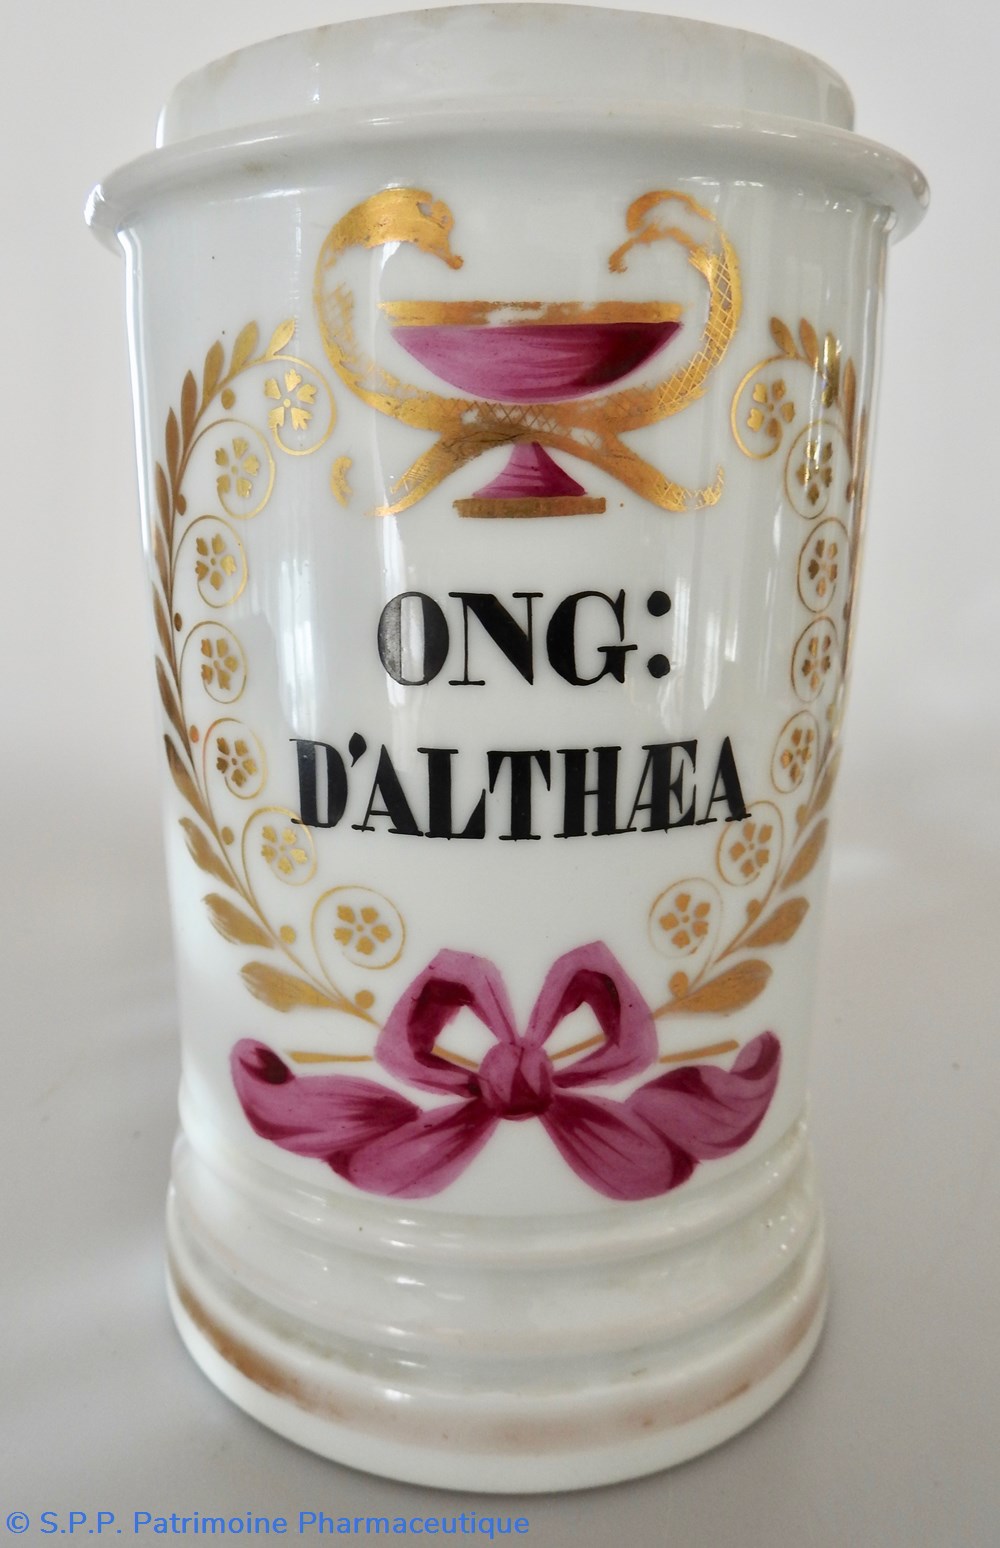 ONG:
D'ALTHÆA
© S.P.P. Patrimoine Pharmaceutique